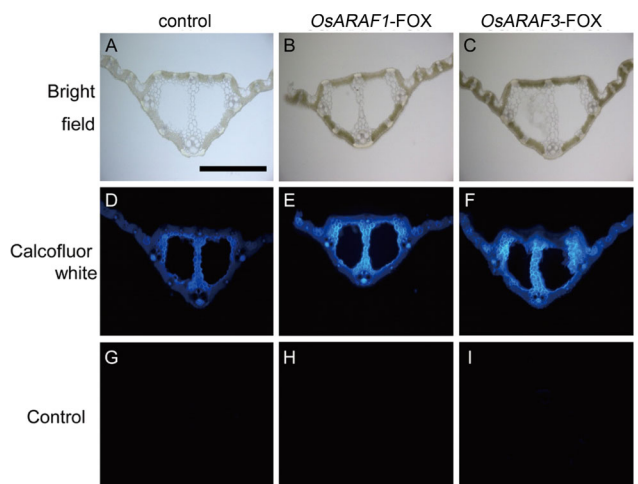 control OsARAF1-FOX OsARAF3-FOX
A B C
Bright
field
D E F
Calcofluor
white
G H I
Control